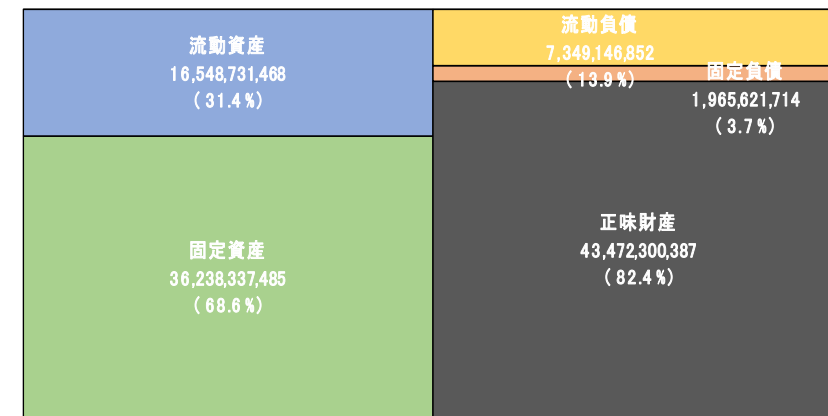 流動資産
16,548,731,468
(31.4%)
固定資産
36,238,337,485
(68.6%)
流動負債
7,349,146,852
(13.9%)
固定負債
1,965,621,714
(3.7%)
正味財産
43,472,300,387
(82.4%)